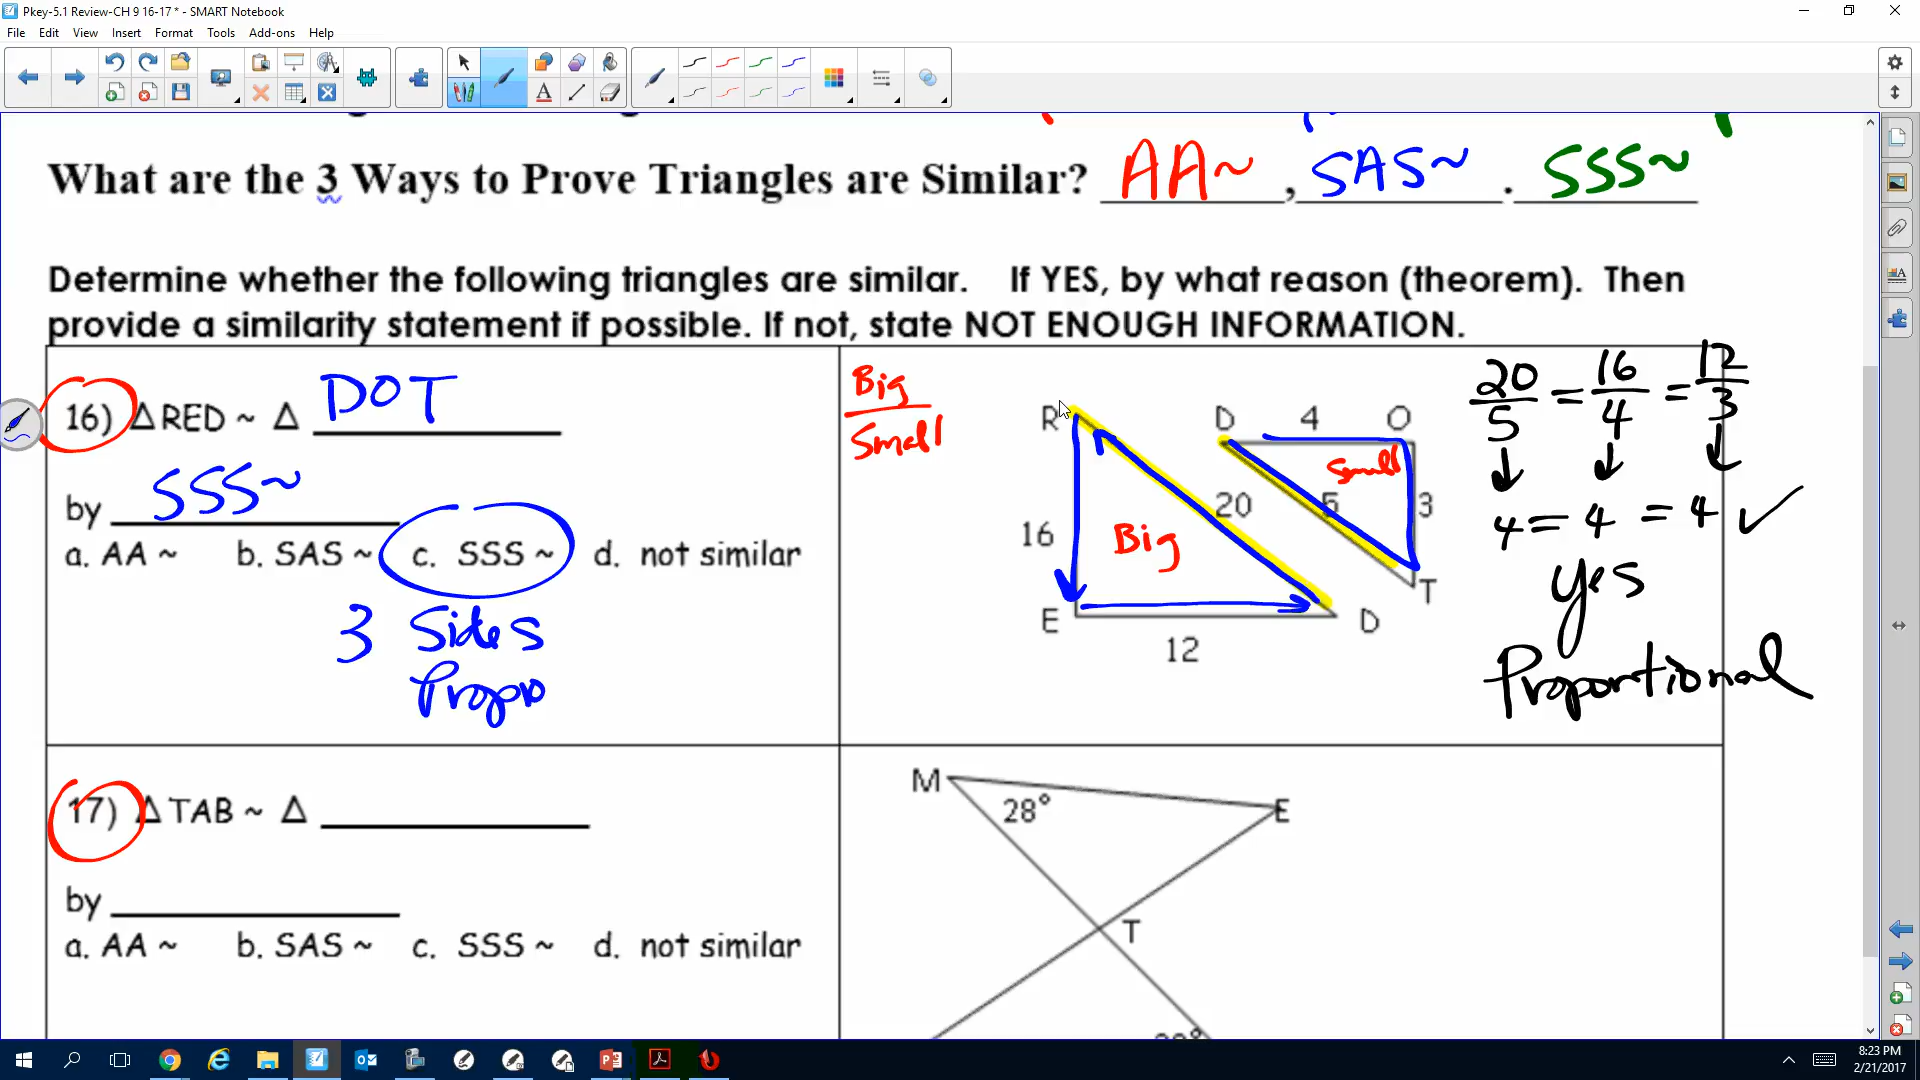 Pkey-5.1 Review-CH 9 16-17 * - SMART Notebook
File Edit View Insert Format Tools Add-ons Help
What are the 3 Ways to Prove Triangles are Similar? AA~ , SAS~ . SSS~
Determine whether the following triangles are similar. If YES, by what reason (theorem). Then
provide a similarity statement if possible. If not, state NOT ENOUGH INFORMATION.
16) Δ RED ~ Δ DOT
by SSS~
a. AA ~ b. SAS ~ c. SSS ~ d. not similar
3 Sides
Propo
Big
Small
R
16
E
12
D
20
Big
D 4 O
Small
5
3
T
20/5 = 16/4 = 12/3
4 = 4 = 4 ✓
yes
Proportional
17) Δ TAB ~ Δ
by
a. AA ~ b. SAS ~ c. SSS ~ d. not similar
M
28°
E
T
8:23 PM
2/21/2017